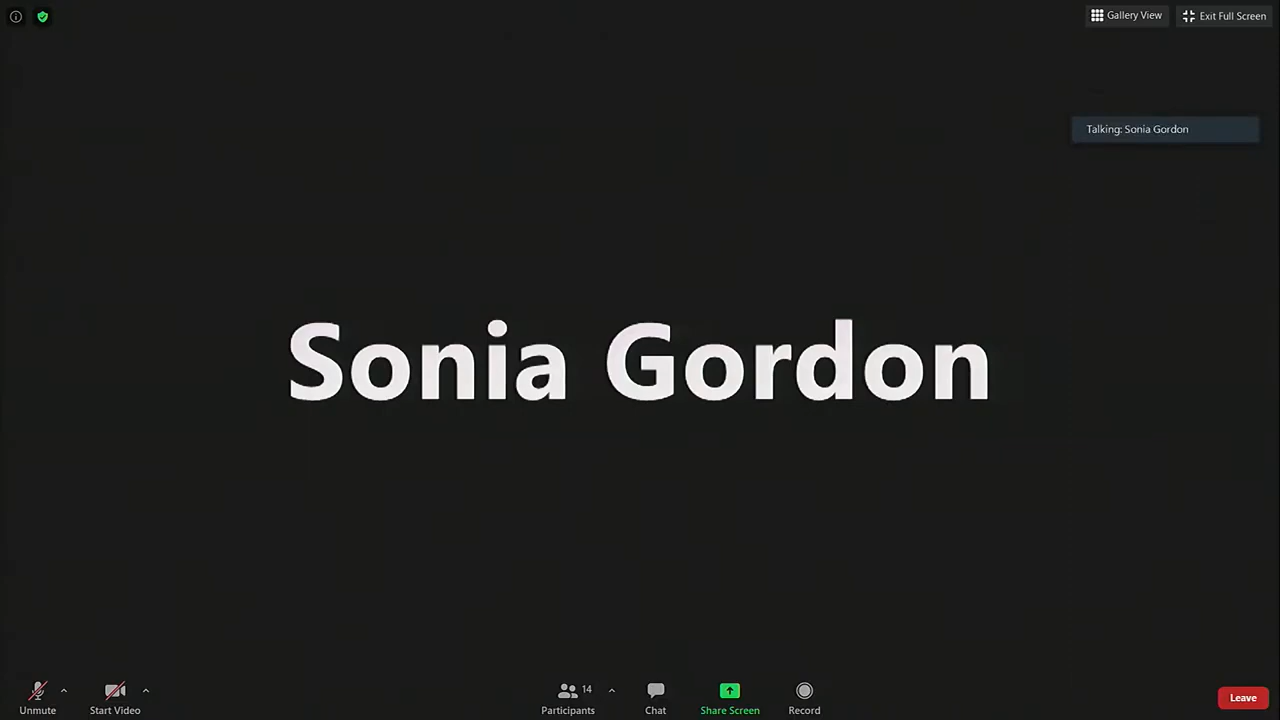 Gallery View
Exit Full Screen
Talking: Sonia Gordon
Sonia Gordon
Unmute
Start Video
14
Participants
Chat
Share Screen
Record
Leave